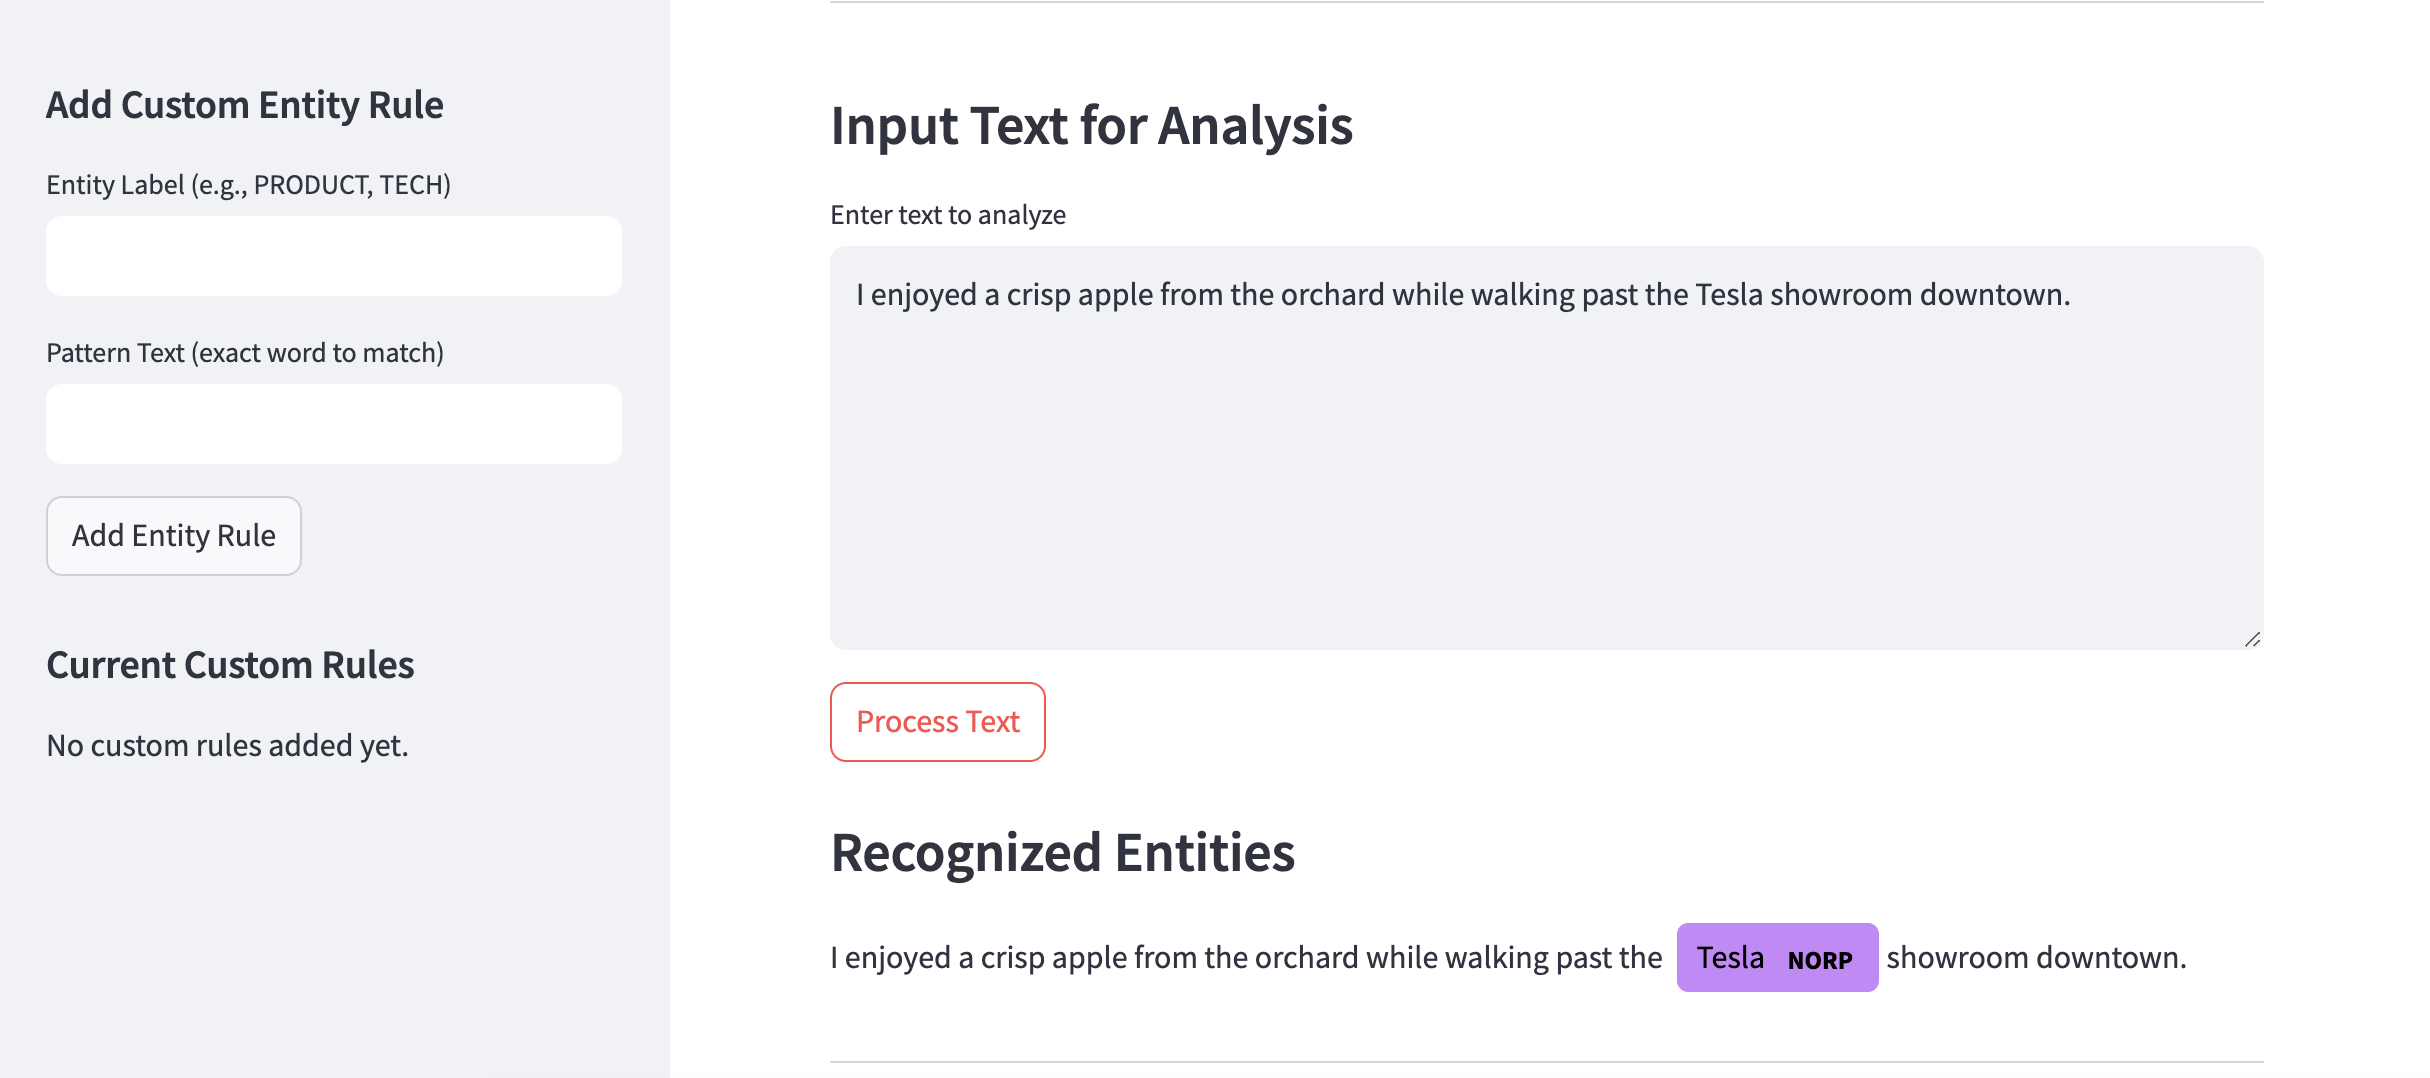 Add Custom Entity Rule
Entity Label (e.g., PRODUCT, TECH)
Pattern Text (exact word to match)
Add Entity Rule
Current Custom Rules
No custom rules added yet.
Input Text for Analysis
Enter text to analyze
I enjoyed a crisp apple from the orchard while walking past the Tesla showroom downtown.
Process Text
Recognized Entities
I enjoyed a crisp apple from the orchard while walking past the Tesla NORP showroom downtown.